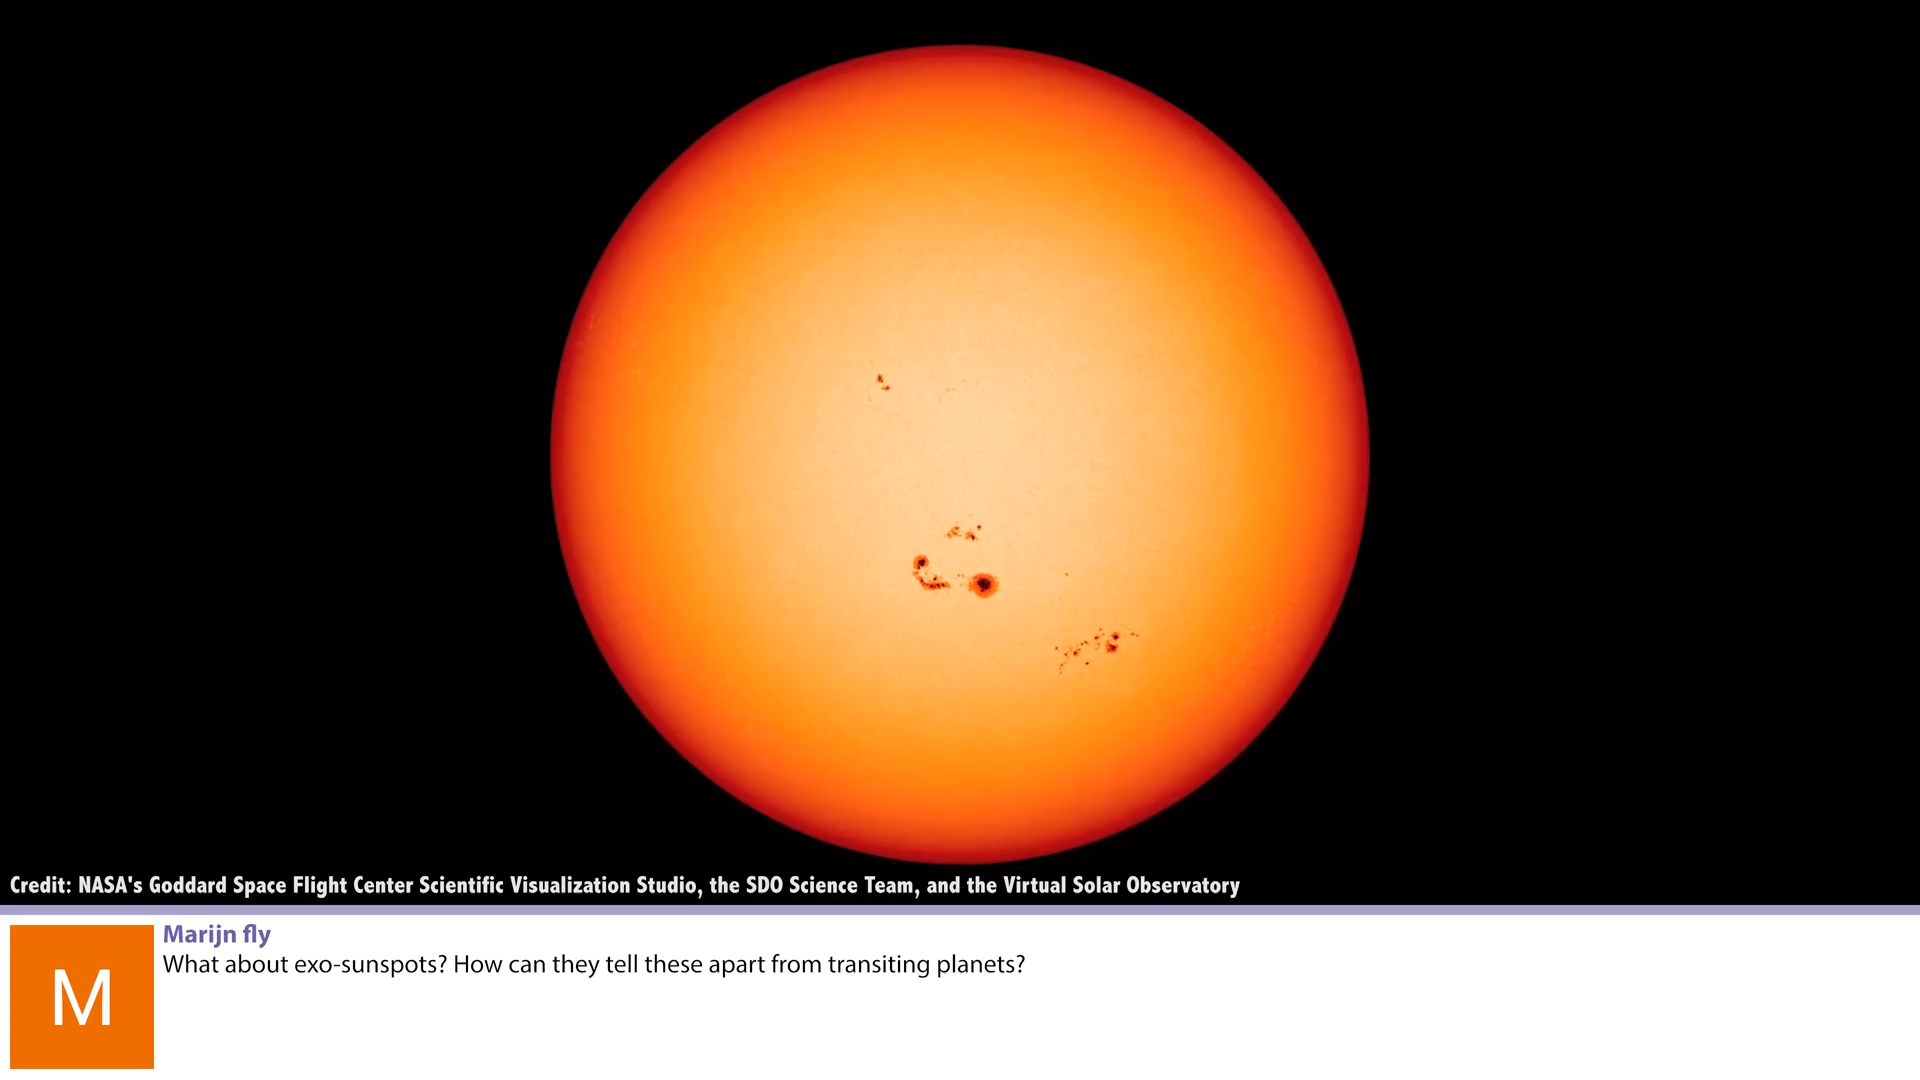 Credit: NASA's Goddard Space Flight Center Scientific Visualization Studio, the SDO Science Team, and the Virtual Solar Observatory
Marijn fly
M
What about exo-sunspots? How can they tell these apart from transiting planets?